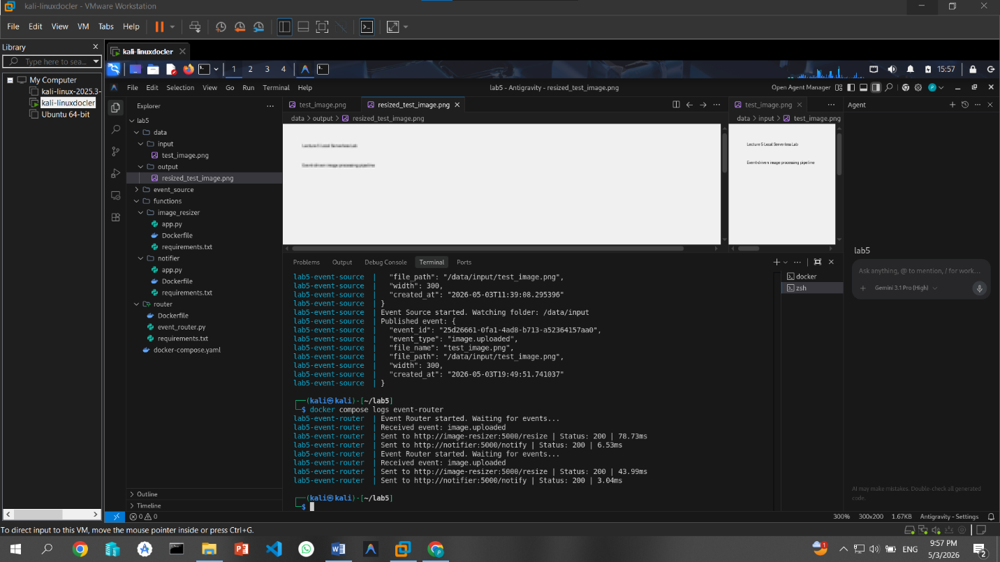 kali-linuxdocler - VMware Workstation
File Edit View VM Tabs Help
Library
Type here to sea...
My Computer
kali-linux-2025.3-
kali-linuxdocler
Ubuntu 64-bit
kali-linuxdocler
1 2 3 4
15:57
File Edit Selection View Go Run Terminal Help
lab5 - Antigravity - resized_test_image.png
Open Agent Manager
Explorer
lab5
data
input
test_image.png
output
resized_test_image.png
event_source
functions
image_resizer
app.py
Dockerfile
requirements.txt
notifier
app.py
Dockerfile
requirements.txt
router
Dockerfile
event_router.py
requirements.txt
docker-compose.yaml
Outline
Timeline
test_image.png
resized_test_image.png
data > output > resized_test_image.png
Lecture 5 Local Serverless Lab
Event-driven image processing pipeline
test_image.png
data > input > test_image.png
Lecture 5 Local Serverless Lab
Event-driven image processing pipeline
Problems Output Debug Console Terminal Ports
lab5-event-source | "file_path": "/data/input/test_image.png",
lab5-event-source | "width": 300,
lab5-event-source | "created_at": "2026-05-03T11:39:08.295396"
lab5-event-source | }
lab5-event-source | Event Source started. Watching folder: /data/input
lab5-event-source | Published event: {
lab5-event-source | "event_id": "25d26661-0fa1-4ad8-b713-a52364157aa0",
lab5-event-source | "event_type": "image.uploaded",
lab5-event-source | "file_name": "test_image.png",
lab5-event-source | "file_path": "/data/input/test_image.png",
lab5-event-source | "width": 300,
lab5-event-source | "created_at": "2026-05-03T19:49:51.741037"
lab5-event-source | }
(kali㉿kali)-[~/lab5]
$ docker compose logs event-router
lab5-event-router | Event Router started. Waiting for events...
lab5-event-router | Received event: image.uploaded
lab5-event-router | Sent to http://image-resizer:5000/resize | Status: 200 | 78.73ms
lab5-event-router | Sent to http://notifier:5000/notify | Status: 200 | 6.53ms
lab5-event-router | Event Router started. Waiting for events...
lab5-event-router | Received event: image.uploaded
lab5-event-router | Sent to http://image-resizer:5000/resize | Status: 200 | 43.99ms
lab5-event-router | Sent to http://notifier:5000/notify | Status: 200 | 3.04ms
(kali㉿kali)-[~/lab5]
$
docker
zsh
Agent
lab5
Ask anything, @ to mention, / for work...
Gemini 3.1 Pro (High)
AI may make mistakes. Double-check all generated
code.
0 0
300% 300x200 1.67KB Antigravity - Settings
To direct input to this VM, move the mouse pointer inside or press Ctrl+G.
1
ENG
9:57 PM
5/3/2026
2